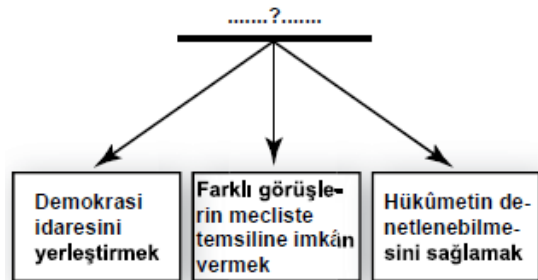 .......?.......
Demokrasi
idaresini
yerleştirmek
Farklı görüşle-
rin mecliste
temsiline imkân
vermek
Hükûmetin de-
netlenebilme-
sini sağlamak